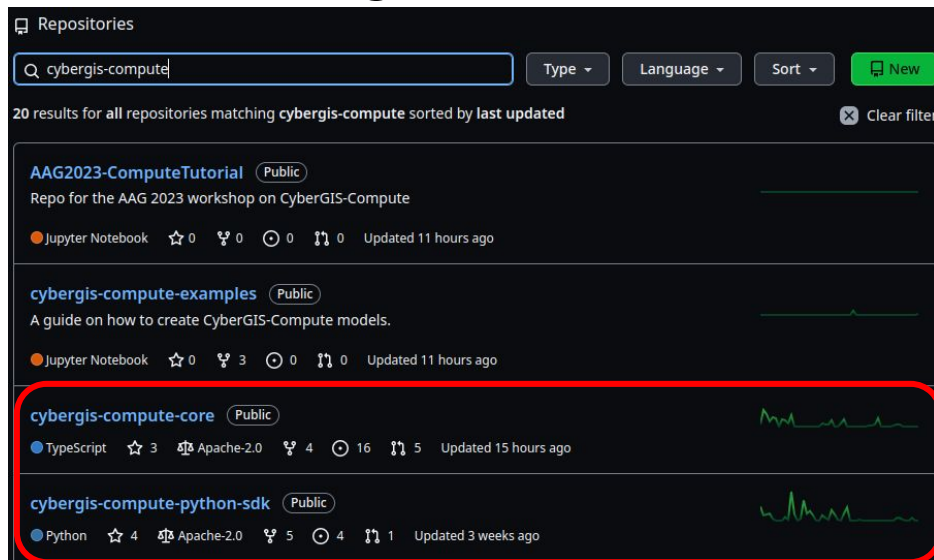 Repositories
cybergis-compute
Type
Language
Sort
New
20 results for all repositories matching cybergis-compute sorted by last updated
Clear filter
AAG2023-ComputeTutorial Public
Repo for the AAG 2023 workshop on CyberGIS-Compute
Jupyter Notebook 0 0 0 0 Updated 11 hours ago
cybergis-compute-examples Public
A guide on how to create CyberGIS-Compute models.
Jupyter Notebook 0 3 0 0 Updated 11 hours ago
cybergis-compute-core Public
TypeScript 3 Apache-2.0 4 16 5 Updated 15 hours ago
cybergis-compute-python-sdk Public
Python 4 Apache-2.0 5 4 1 Updated 3 weeks ago